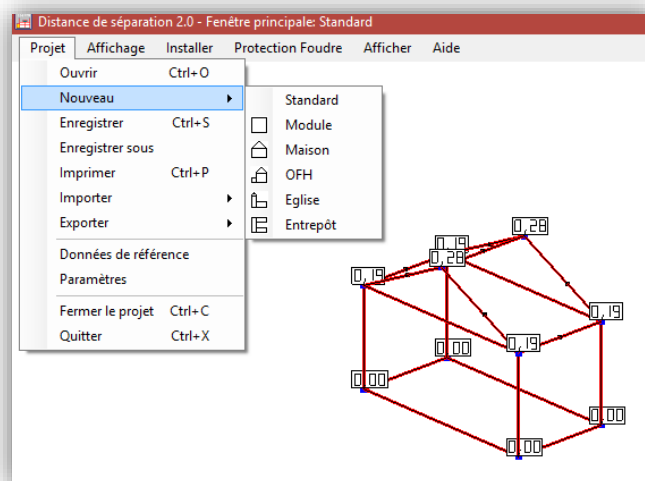 Distance de séparation 2.0 - Fenêtre principale: Standard
Projet Affichage Installer Protection Foudre Afficher Aide
Ouvrir Ctrl+O
Nouveau
Enregistrer Ctrl+S
Enregistrer sous
Imprimer Ctrl+P
Importer
Exporter
Données de référence
Paramètres
Fermer le projet Ctrl+C
Quitter Ctrl+X
Standard
Module
Maison
OFH
Eglise
Entrepôt
0,28
0,19
0,28
0,19
0,19
0,19
0,00
0,00
0,00
0,00